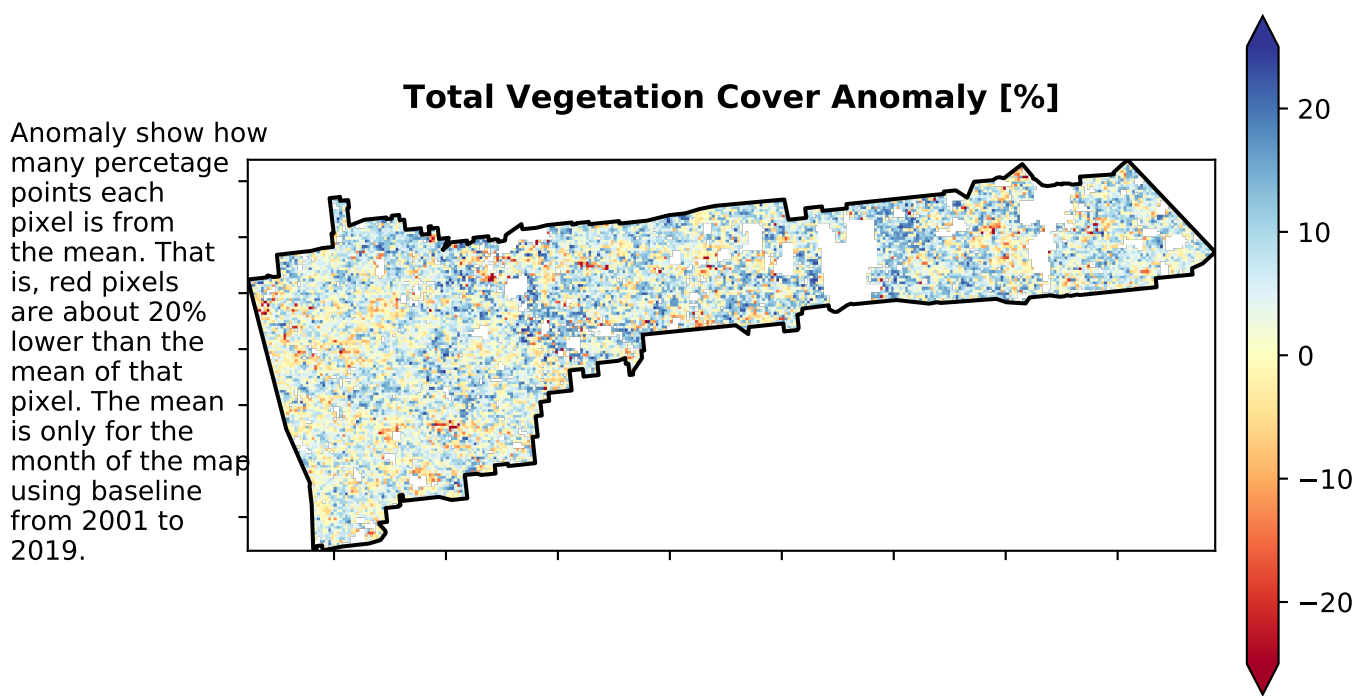 Total Vegetation Cover Anomaly [%]
Anomaly show how
many percetage
points each
pixel is from
the mean. That
is, red pixels
are about 20%
lower than the
mean of that
pixel. The mean
is only for the
month of the map
using baseline
from 2001 to
2019.
20
10
0
−10
−20